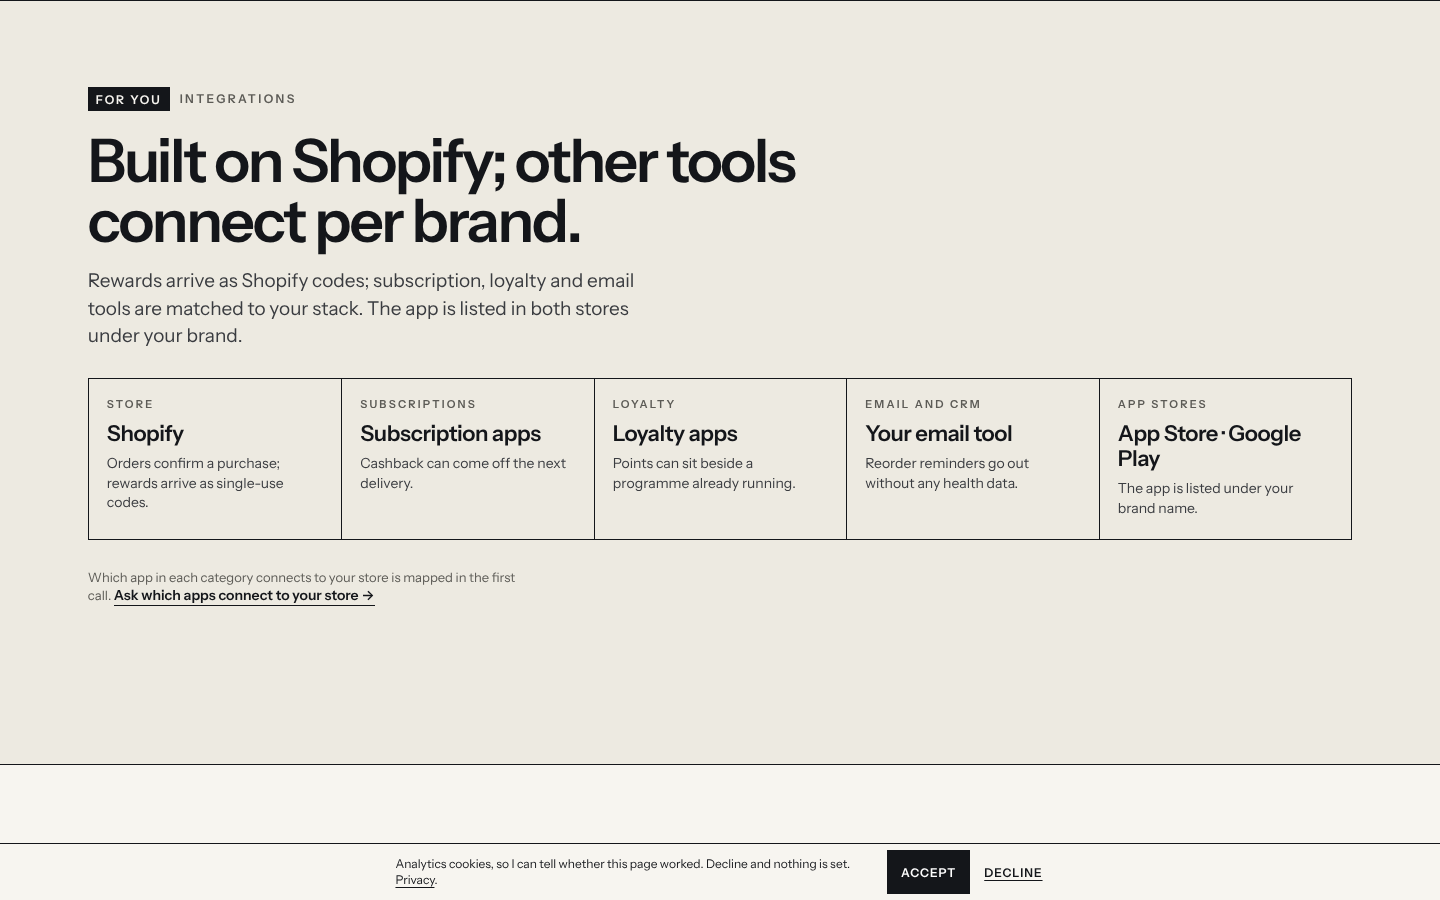 FOR YOU INTEGRATIONS
Built on Shopify; other tools
connect per brand.
Rewards arrive as Shopify codes; subscription, loyalty and email
tools are matched to your stack. The app is listed in both stores
under your brand.
STORE
Shopify
Orders confirm a purchase;
rewards arrive as single-use
codes.
SUBSCRIPTIONS
Subscription apps
Cashback can come off the next
delivery.
LOYALTY
Loyalty apps
Points can sit beside a
programme already running.
EMAIL AND CRM
Your email tool
Reorder reminders go out
without any health data.
APP STORES
App Store · Google
Play
The app is listed under your
brand name.
Which app in each category connects to your store is mapped in the first
call. Ask which apps connect to your store →
Analytics cookies, so I can tell whether this page worked. Decline and nothing is set.
Privacy.
ACCEPT
DECLINE